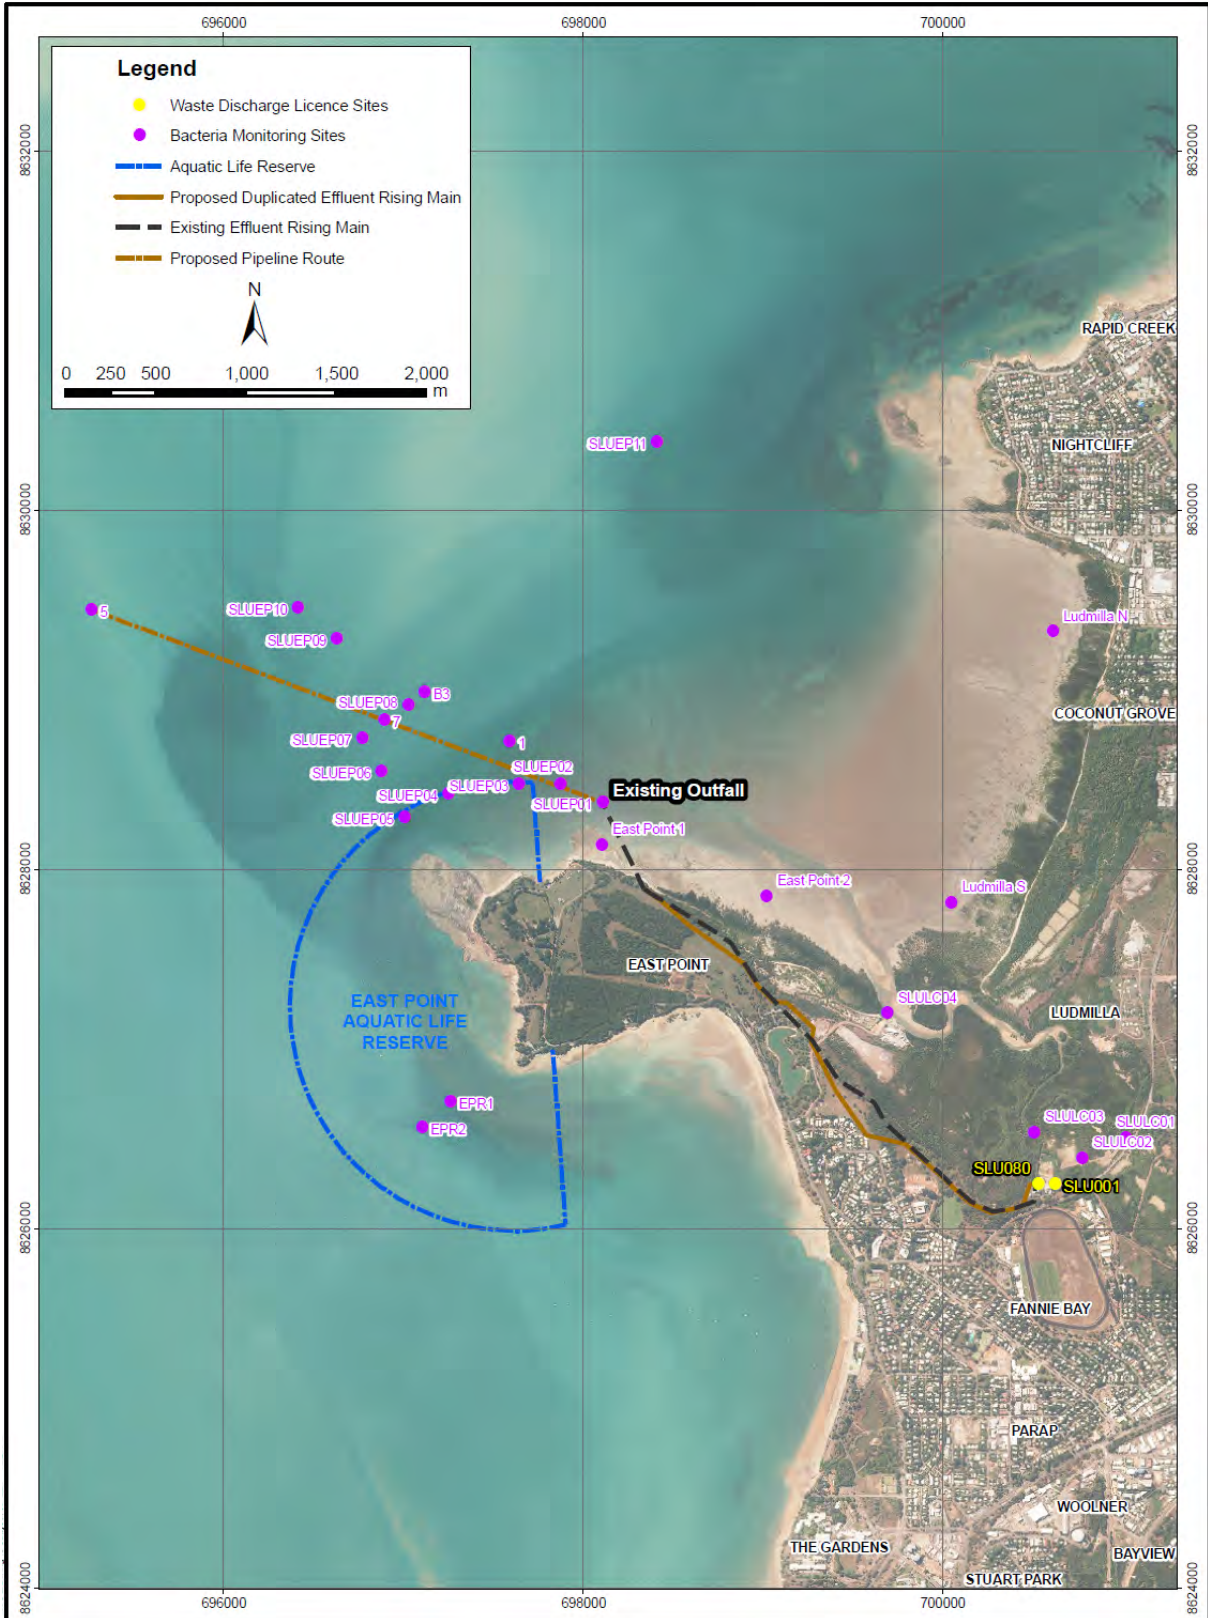 696000
698000
700000
Legend
Waste Discharge Licence Sites
Bacteria Monitoring Sites
Aquatic Life Reserve
Proposed Duplicated Effluent Rising Main
Existing Effluent Rising Main
Proposed Pipeline Route
N
0 250 500 1,000 1,500 2,000
m
8632000
8632000
RAPID CREEK
NIGHTCLIFF
SLUEP11
8630000
8630000
5
SLUEP10
SLUEP09
Ludmilla N
B3
SLUEP08
7
COCONUT GROVE
SLUEP07
1
SLUEP06
SLUEP02
SLUEP03
SLUEP04
Existing Outfall
SLUEP01
SLUEP05
East Point 1
8628000
8628000
East Point 2
Ludmilla S
EAST POINT
SLULC04
EAST POINT
AQUATIC LIFE
RESERVE
LUDMILLA
EPR1
EPR2
SLULC03
SLULC01
SLULC02
SLU080
SLU001
8626000
8626000
FANNIE BAY
PARAP
WOOLNER
THE GARDENS
BAYVIEW
STUART PARK
8624000
8624000
696000
698000
700000